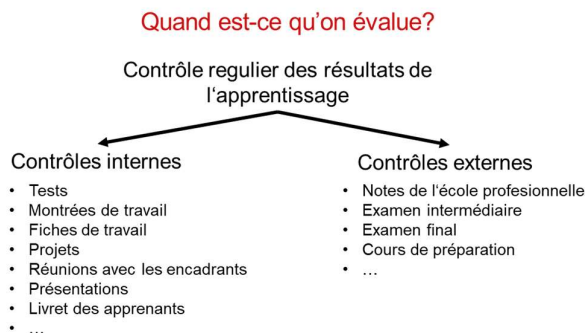 Quand est-ce qu'on évalue?
Contrôle regulier des résultats de
l'apprentissage
Contrôles internes
• Tests
• Montrées de travail
• Fiches de travail
• Projets
• Réunions avec les encadrants
• Présentations
• Livret des apprenants
• ...
Contrôles externes
• Notes de l'école profesionnelle
• Examen intermédiaire
• Examen final
• Cours de préparation
• ...